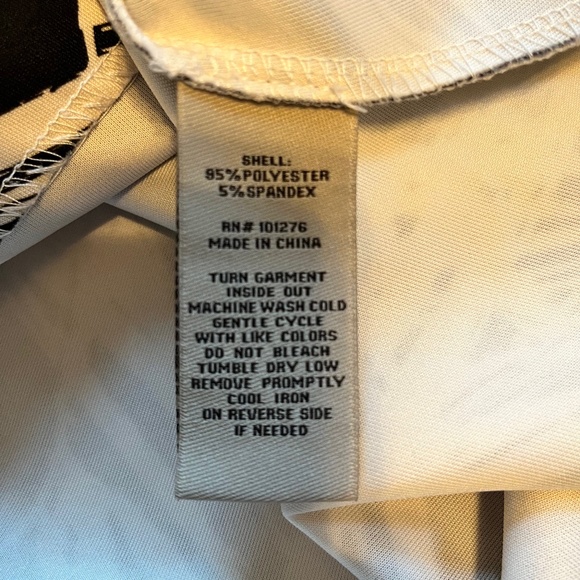 SHELL:
95%POLYESTER
5%SPANDEX
RN# 101276
MADE IN CHINA
TURN GARMENT
INSIDE OUT
MACHINE WASH COLD
GENTLE CYCLE
WITH LIKE COLORS
DO NOT BLEACH
TUMBLE DRY LOW
REMOVE PROMPTLY
COOL IRON
ON REVERSE SIDE
IF NEEDED